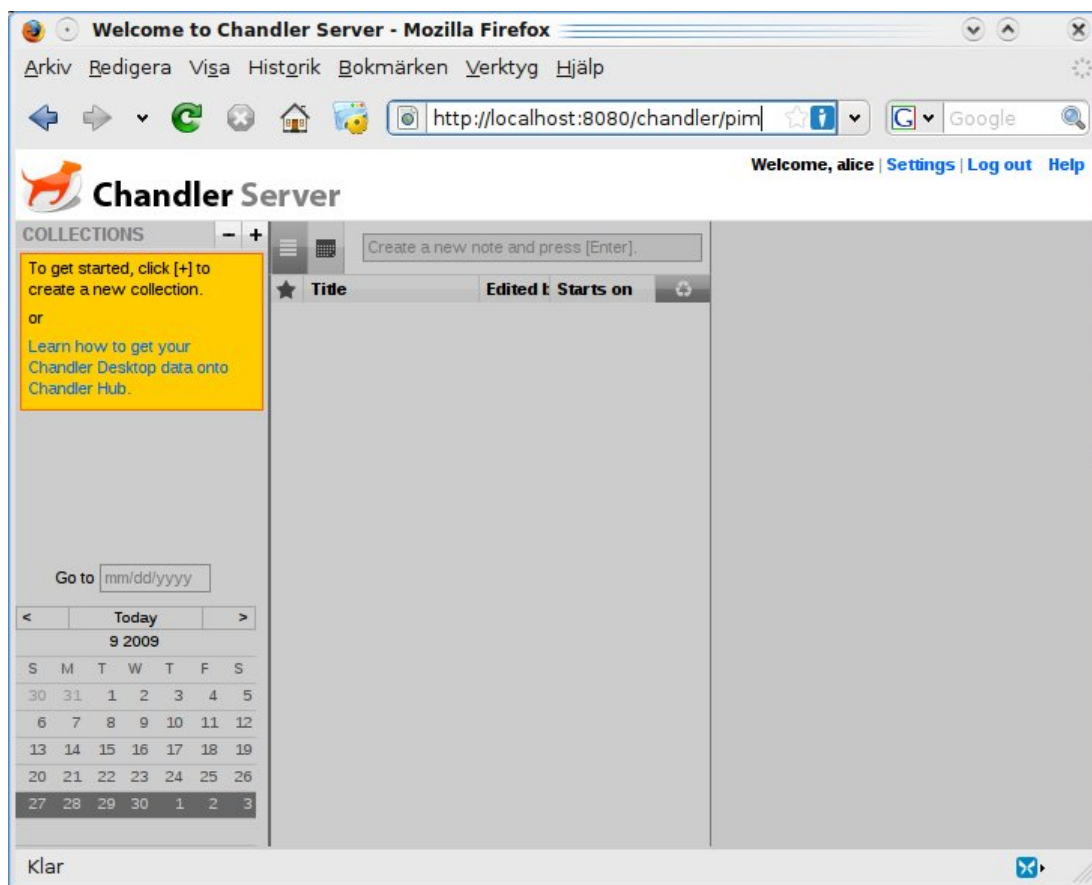 Welcome to Chandler Server - Mozilla Firefox
Arkiv Redigera Visa Historik Bokmärken Verktyg Hjälp
http://localhost:8080/chandler/pim
G Google
Welcome, alice | Settings | Log out Help
Chandler Server
COLLECTIONS - +
To get started, click [+] to
create a new collection.
or
Learn how to get your
Chandler Desktop data onto
Chandler Hub.
Create a new note and press [Enter].
Title Edited b Starts on
Go to mm/dd/yyyy
< Today >
9 2009
S M T W T F S
30 31 1 2 3 4 5
6 7 8 9 10 11 12
13 14 15 16 17 18 19
20 21 22 23 24 25 26
27 28 29 30 1 2 3
Klar